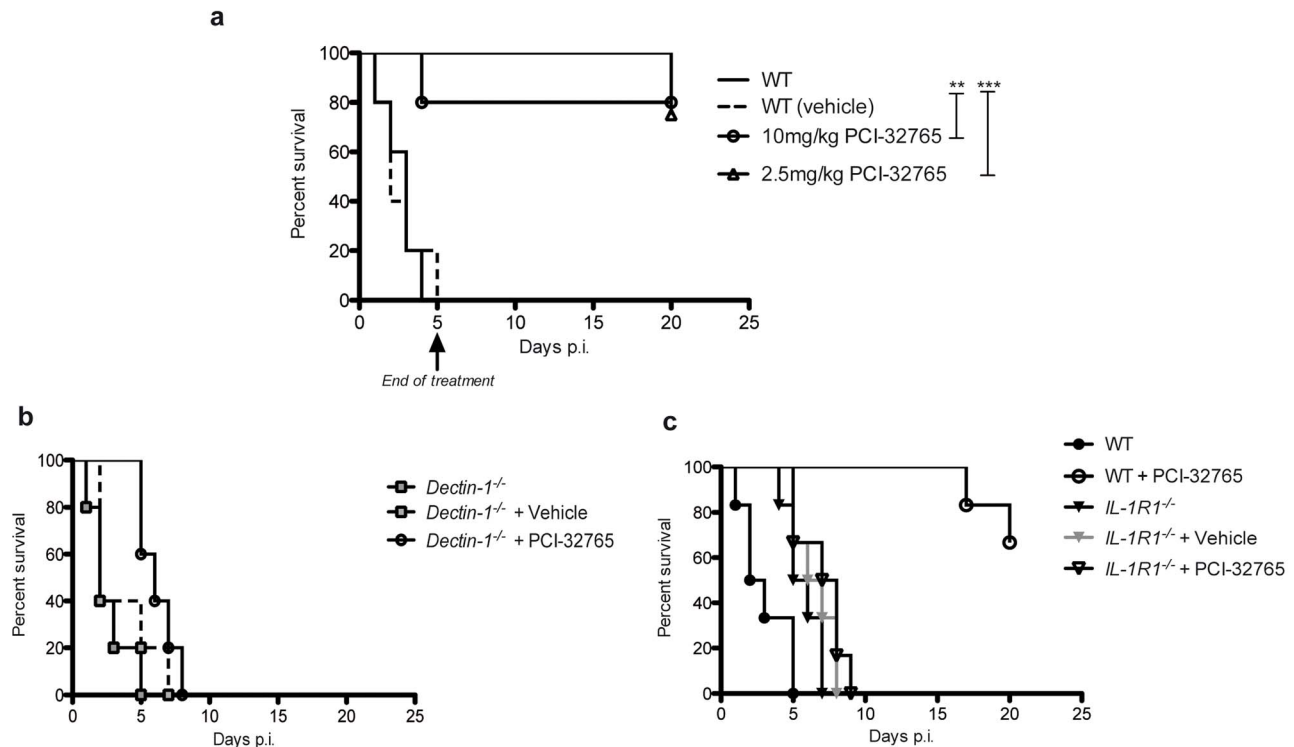 a
Percent survival
100
80
60
40
20
0
0 5 10 15 20 25
Days p.i.
End of treatment
WT
WT (vehicle)
10mg/kg PCI-32765
2.5mg/kg PCI-32765
** ***
b
Percent survival
100
80
60
40
20
0
0 5 10 15 20 25
Days p.i.
Dectin-1-/-
Dectin-1-/- + Vehicle
Dectin-1-/- + PCI-32765
c
Percent survival
100
80
60
40
20
0
0 5 10 15 20 25
Days p.i.
WT
WT + PCI-32765
IL-1R1-/-
IL-1R1-/- + Vehicle
IL-1R1-/- + PCI-32765